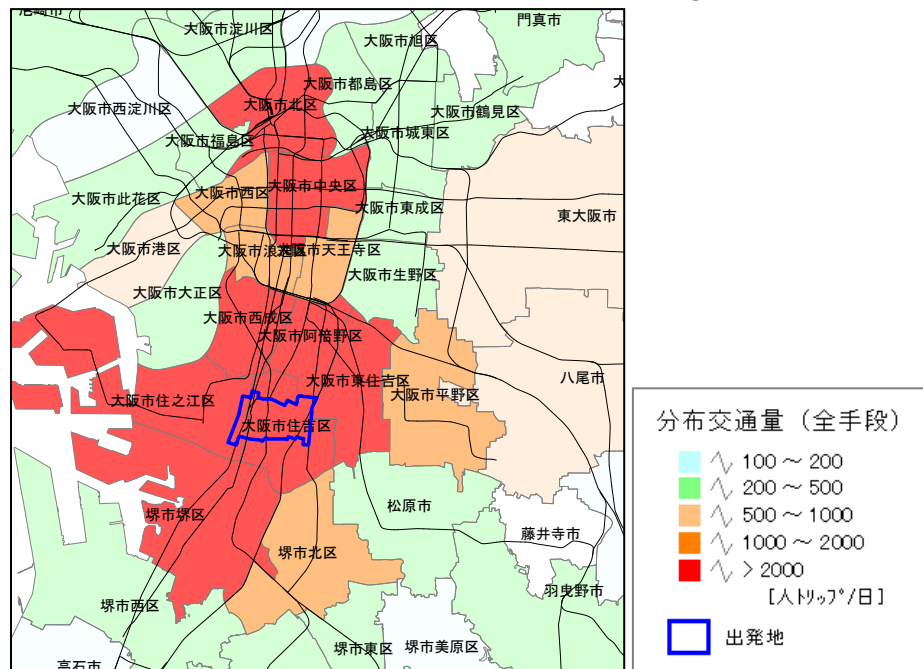 尼崎市
大阪市淀川区
門真市
大阪市旭区
大阪市都島区
大阪市西淀川区
大阪市北区
大阪市鶴見区
大阪市福島区
大阪市城東区
大阪市西区
大阪市中央区
大阪市此花区
大阪市東成区
東大阪市
大阪市港区
大阪市浪速区
大阪市天王寺区
大阪市生野区
大阪市大正区
大阪市西成区
大阪市阿倍野区
大阪市東住吉区
八尾市
大阪市住之江区
大阪市平野区
大阪市住吉区
松原市
堺市堺区
藤井寺市
堺市北区
羽曳野市
堺市西区
堺市東区
堺市美原区
高石市
分布交通量（全手段）
100～200
200～500
500～1000
1000～2000
＞2000
［人ﾄﾘｯﾌﾟ/日］
出発地